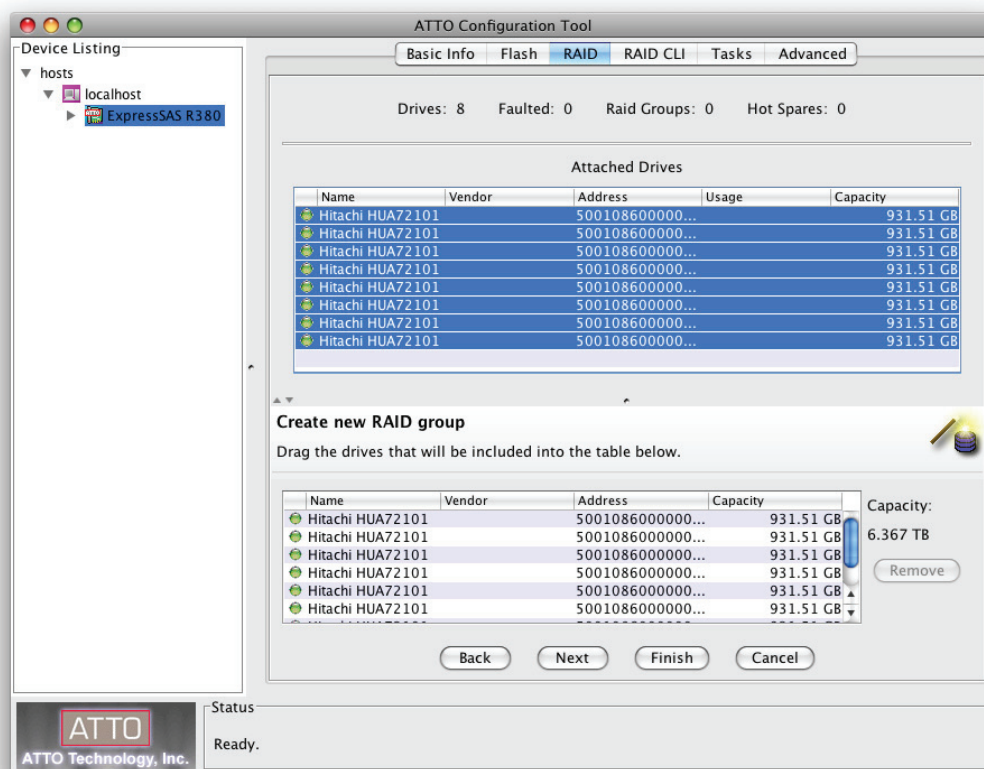 ATTO Configuration Tool
Device Listing
hosts
localhost
ExpressSAS R380
Basic Info Flash RAID RAID CLI Tasks Advanced
Drives: 8 Faulted: 0 Raid Groups: 0 Hot Spares: 0
Attached Drives
Name Vendor Address Usage Capacity
Hitachi HUA72101 500108600000... 931.51 GB
Hitachi HUA72101 500108600000... 931.51 GB
Hitachi HUA72101 500108600000... 931.51 GB
Hitachi HUA72101 500108600000... 931.51 GB
Hitachi HUA72101 500108600000... 931.51 GB
Hitachi HUA72101 500108600000... 931.51 GB
Hitachi HUA72101 500108600000... 931.51 GB
Hitachi HUA72101 500108600000... 931.51 GB
Create new RAID group
Drag the drives that will be included into the table below.
Name Vendor Address Capacity
Hitachi HUA72101 5001086000000... 931.51 GB
Hitachi HUA72101 5001086000000... 931.51 GB
Hitachi HUA72101 5001086000000... 931.51 GB
Hitachi HUA72101 5001086000000... 931.51 GB
Hitachi HUA72101 5001086000000... 931.51 GB
Hitachi HUA72101 5001086000000... 931.51 GB
Capacity:
6.367 TB
Remove
Back Next Finish Cancel
ATTO
ATTO Technology, Inc.
Status
Ready.